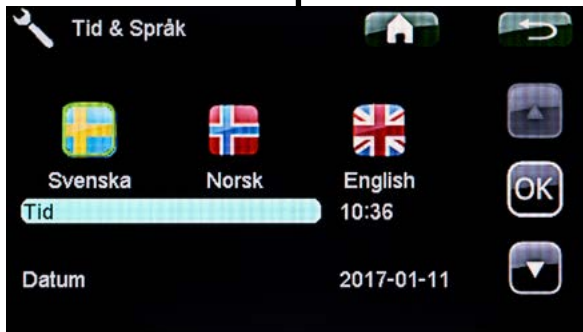 Tid & Språk
Svenska Norsk English
OK
Tid 10:36
Datum 2017-01-11